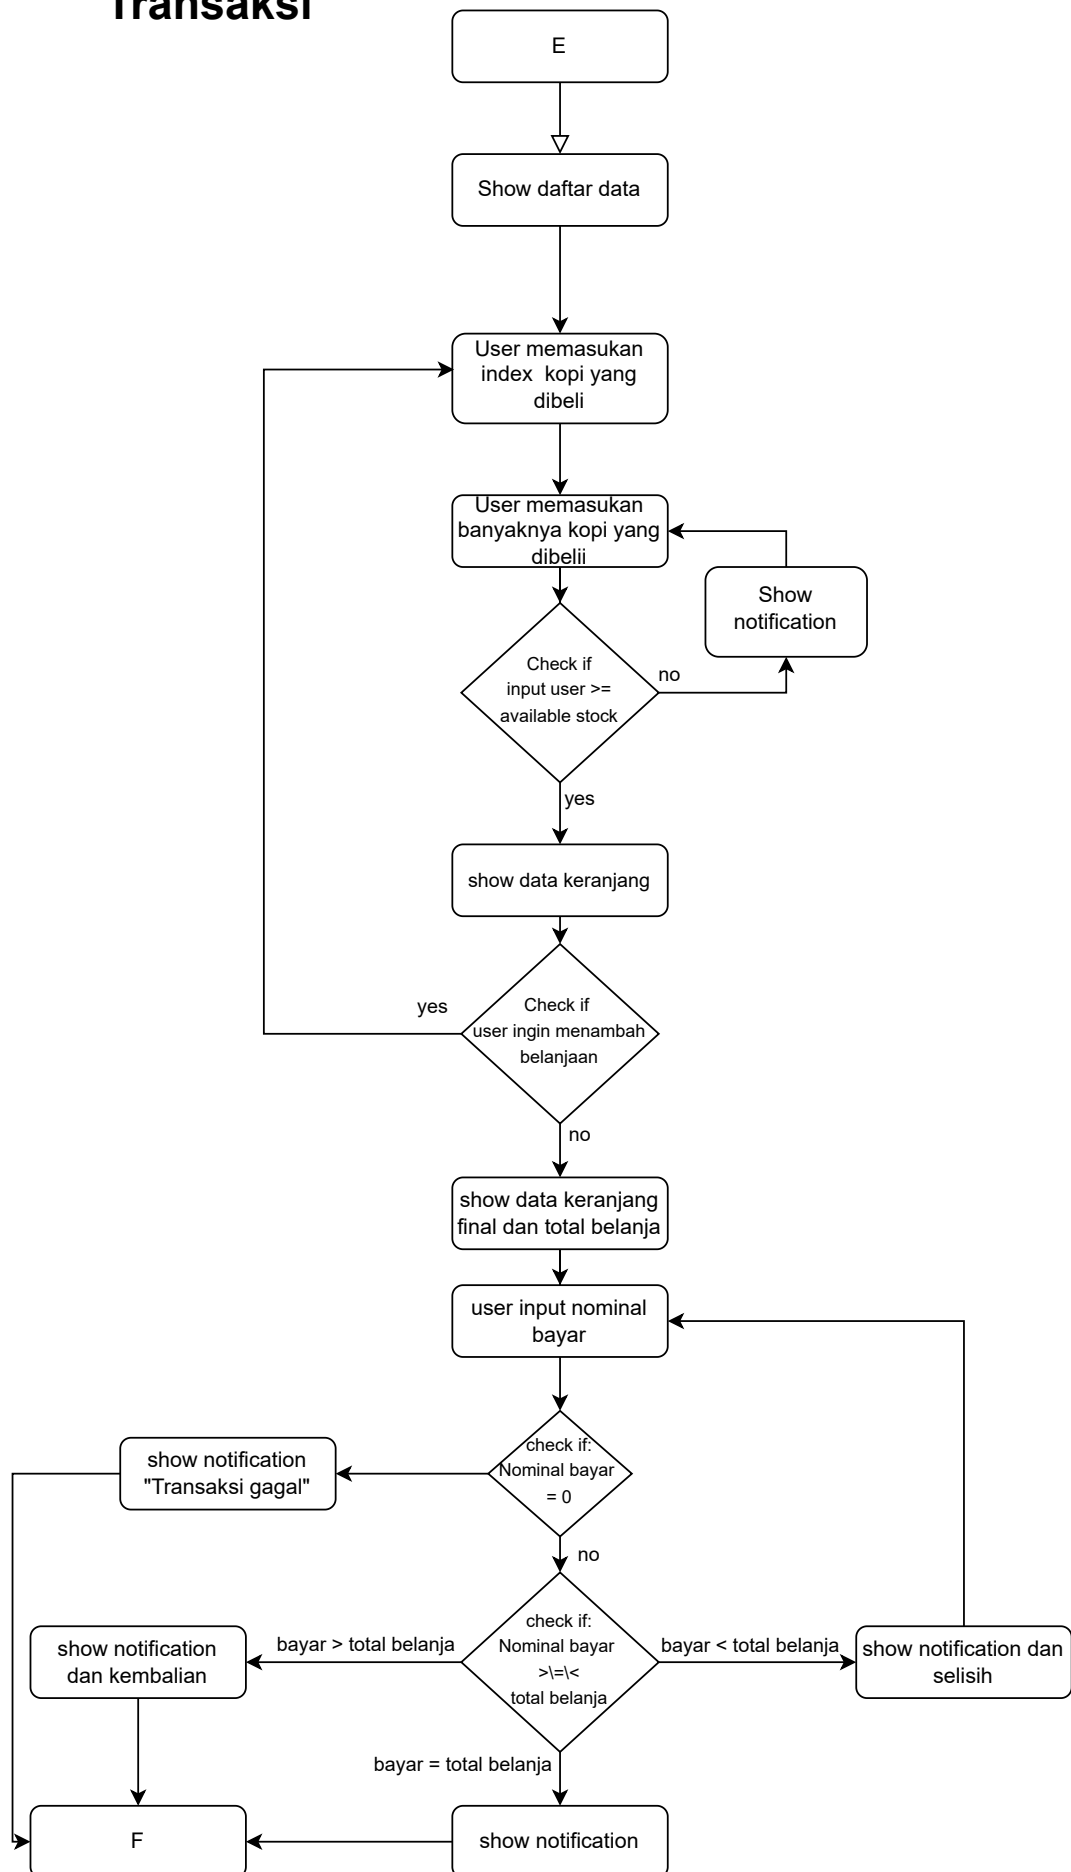 Transaksi
E
Show daftar data
User memasukan
index kopi yang
dibeli
User memasukan
banyaknya kopi yang
dibelii
Show
notification
Check if
input user >=
available stock
no
yes
show data keranjang
Check if
user ingin menambah
belanjaan
yes
no
show data keranjang
final dan total belanja
user input nominal
bayar
check if:
Nominal bayar
= 0
show notification
"Transaksi gagal"
no
check if:
Nominal bayar
>\=\<
total belanja
bayar > total belanja
bayar < total belanja
show notification
dan kembalian
show notification dan
selisih
bayar = total belanja
F
show notification